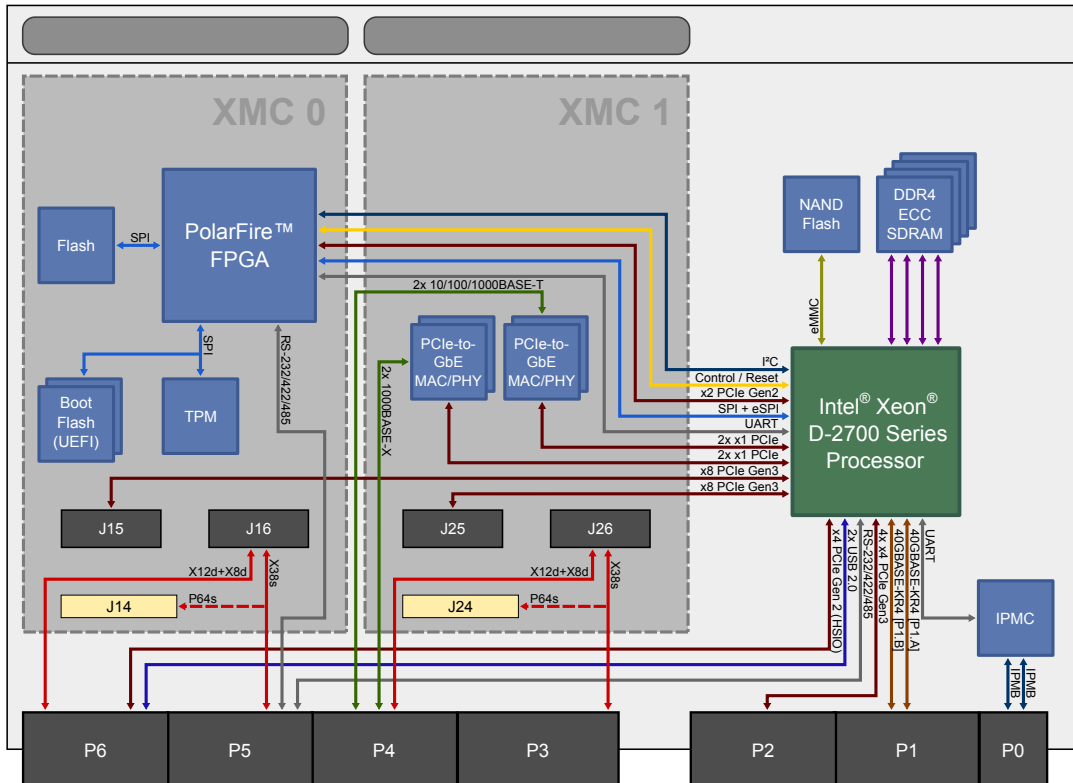 XMC 0
XMC 1
PolarFire™
FPGA
Flash
SPI
SPI
RS-232/422/485
Boot
Flash
(UEFI)
TPM
2x 10/100/1000BASE-T
2x 1000BASE-X
PCIe-to-
GbE
MAC/PHY
PCIe-to-
GbE
MAC/PHY
NAND
Flash
DDR4
ECC
SDRAM
eMMC
I²C
Control / Reset
x2 PCIe Gen2
SPI + eSPI
UART
2x x1 PCIe
2x x1 PCIe
x8 PCIe Gen3
x8 PCIe Gen3
Intel® Xeon®
D-2700 Series
Processor
J15
J16
J25
J26
X12d+X8d
X38s
X12d+X8d
X38s
J14
P64s
J24
P64s
x4 PCIe Gen 2 (HSIO)
2x USB 2.0
RS-232/422/485
4x x4 PCIe Gen3
40GBASE-KR4 [P1.B]
40GBASE-KR4 [P1.A]
UART
IPMC
IPMB
IPMB
P6
P5
P4
P3
P2
P1
P0